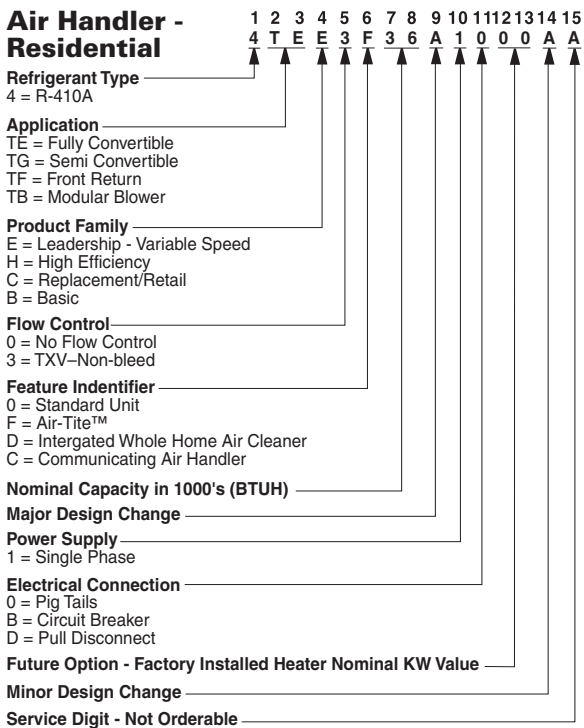 Air Handler -
Residential
1 2 3 4 5 6 7 8 9 10 11 12 13 14 15
4 T E E 3 F 3 6 A 1 0 0 0 A A
Refrigerant Type
4 = R-410A
Application
TE = Fully Convertible
TG = Semi Convertible
TF = Front Return
TB = Modular Blower
Product Family
E = Leadership - Variable Speed
H = High Efficiency
C = Replacement/Retail
B = Basic
Flow Control
0 = No Flow Control
3 = TXV–Non-bleed
Feature Indentifier
0 = Standard Unit
F = Air-Tite™
D = Intergated Whole Home Air Cleaner
C = Communicating Air Handler
Nominal Capacity in 1000's (BTUH)
Major Design Change
Power Supply
1 = Single Phase
Electrical Connection
0 = Pig Tails
B = Circuit Breaker
D = Pull Disconnect
Future Option - Factory Installed Heater Nominal KW Value
Minor Design Change
Service Digit - Not Orderable